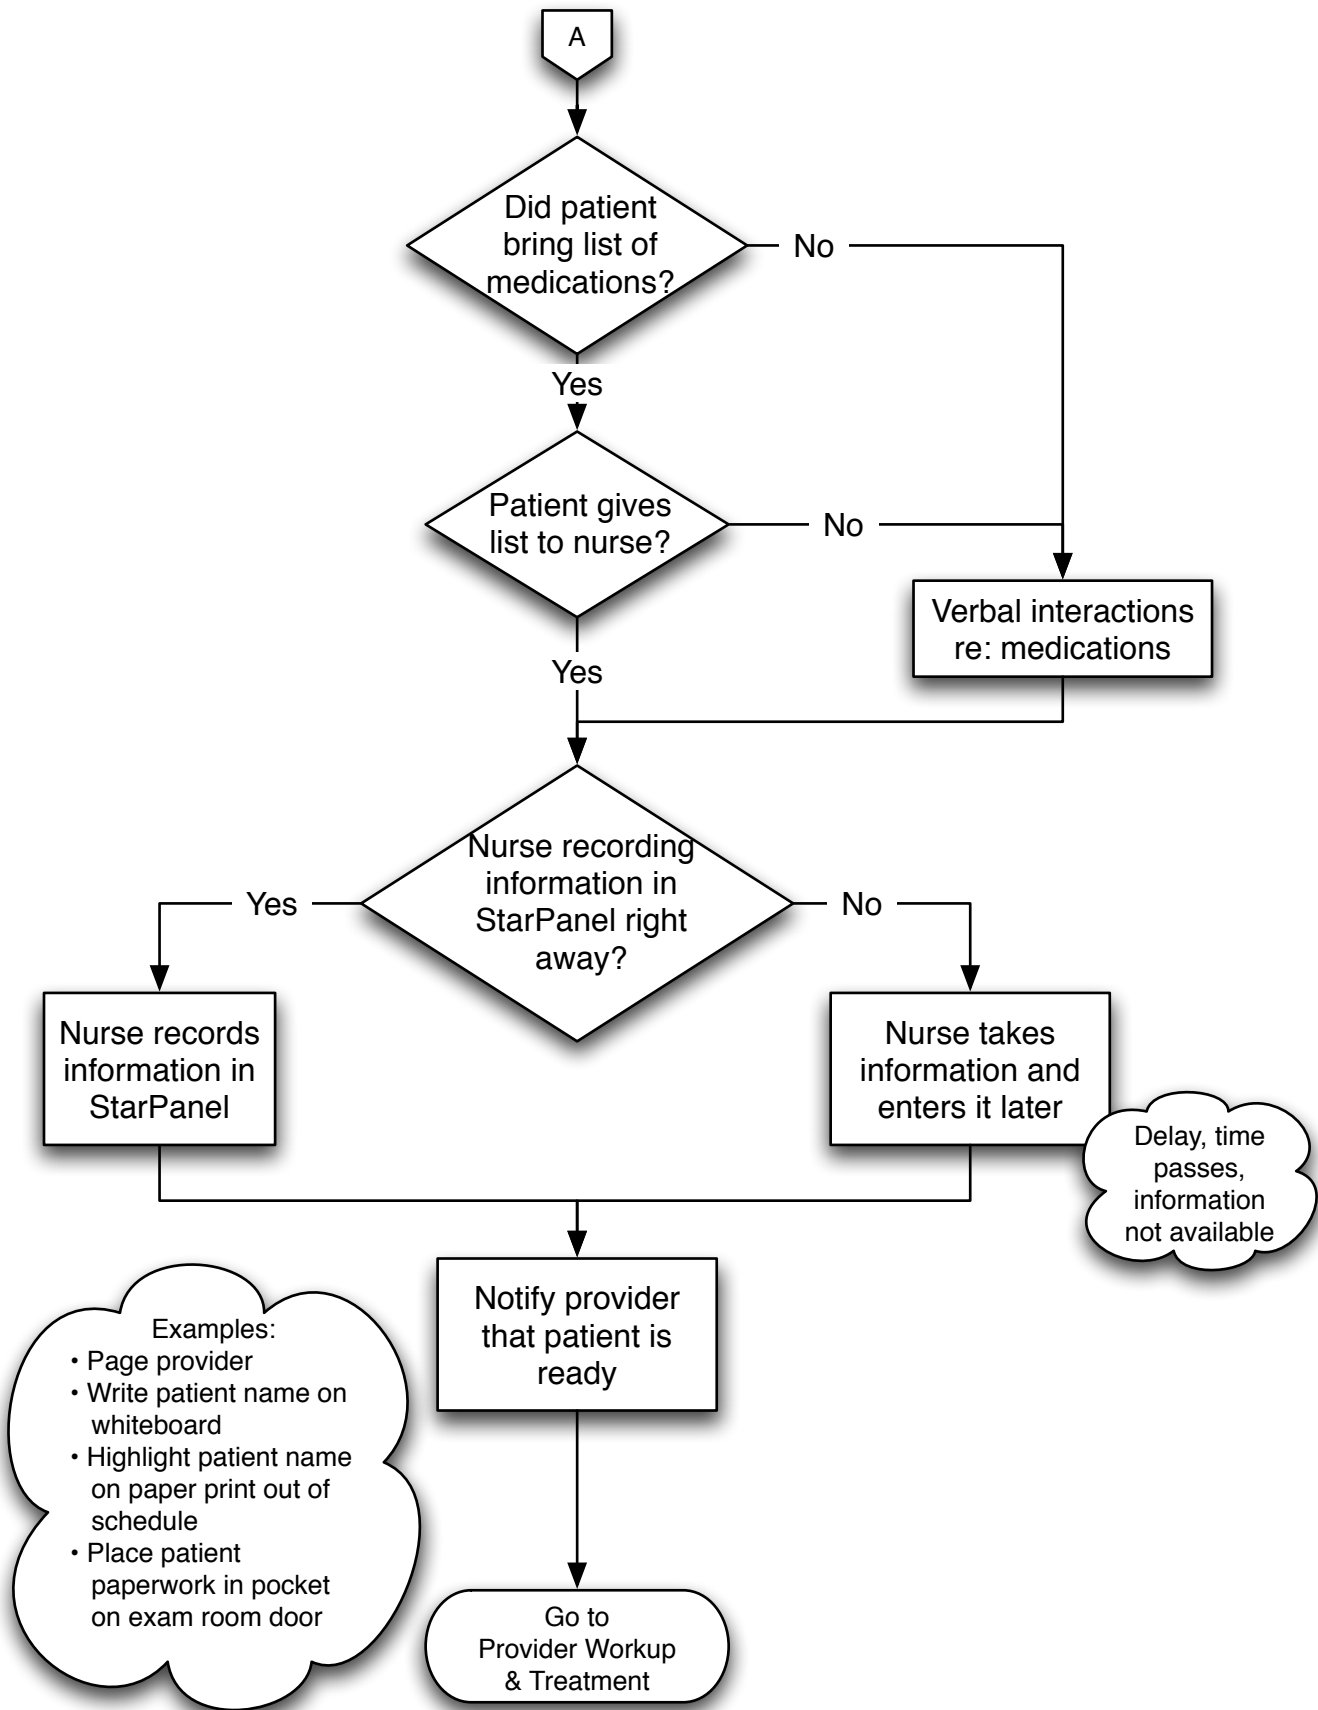 A
Did patient
bring list of
medications?
No
Yes
Patient gives
list to nurse?
No
Verbal interactions
re: medications
Yes
Nurse recording
information in
StarPanel right
away?
Yes
No
Nurse records
information in
StarPanel
Nurse takes
information and
enters it later
Delay, time
passes,
information
not available
Notify provider
that patient is
ready
Examples:
• Page provider
• Write patient name on
whiteboard
• Highlight patient name
on paper print out of
schedule
• Place patient
paperwork in pocket
on exam room door
Go to
Provider Workup
& Treatment